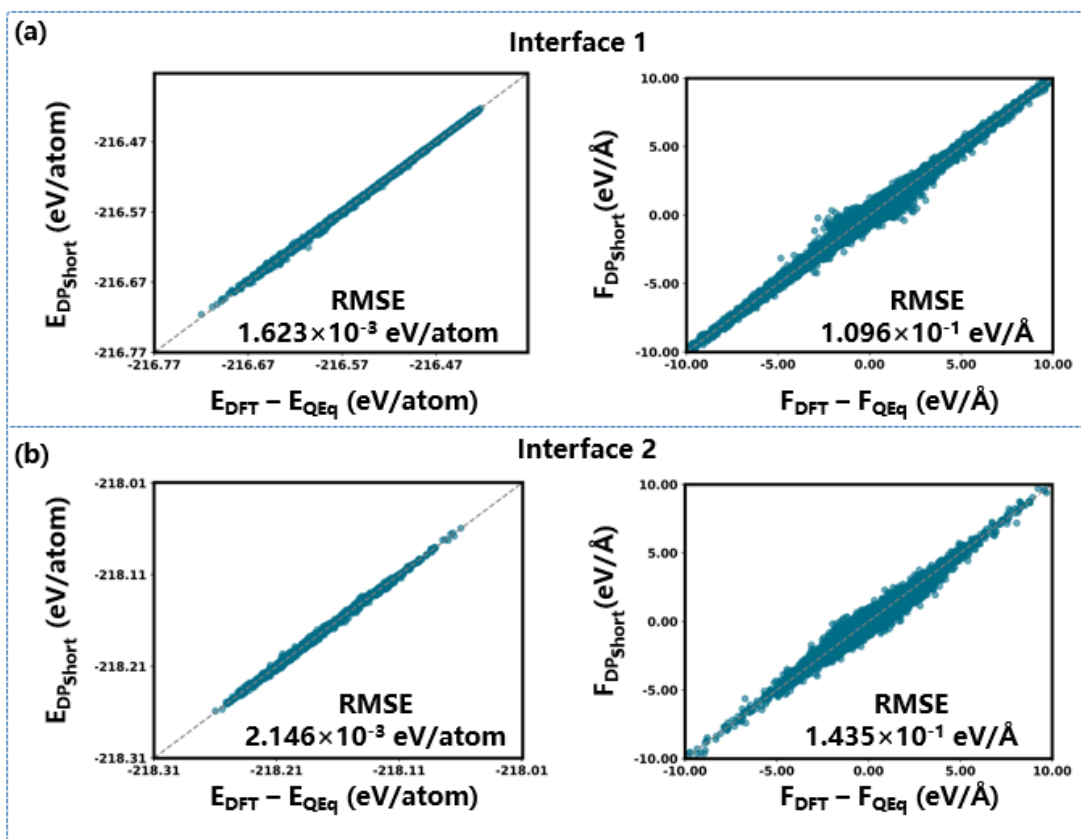 (a)
Interface 1
E_DPShort (eV/atom)
-216.47
-216.57
-216.67
-216.77
-216.77
-216.67
-216.57
-216.47
RMSE
1.623×10⁻³ eV/atom
E_DFT – E_QEq (eV/atom)
F_DPShort(eV/Å)
10.00
5.00
0.00
-5.00
-10.00
-10.00
-5.00
0.00
5.00
10.00
RMSE
1.096×10⁻¹ eV/Å
F_DFT – F_QEq (eV/Å)
(b)
Interface 2
E_DPShort (eV/atom)
-218.01
-218.11
-218.21
-218.31
-218.31
-218.21
-218.11
-218.01
RMSE
2.146×10⁻³ eV/atom
E_DFT – E_QEq (eV/atom)
F_DPShort(eV/Å)
10.00
5.00
0.00
-5.00
-10.00
-10.00
-5.00
0.00
5.00
10.00
RMSE
1.435×10⁻¹ eV/Å
F_DFT – F_QEq (eV/Å)